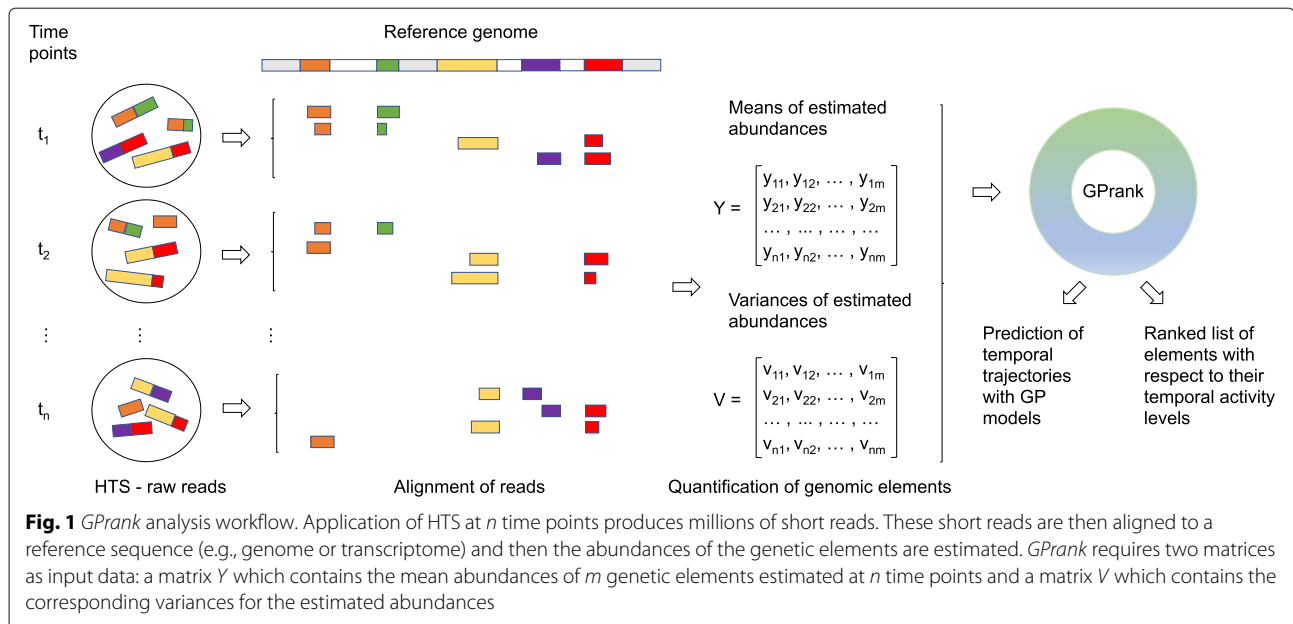 Time
points
Reference genome
t1
t2
⋮ ⋮ ⋮
tn
Means of estimated
abundances
Y =
y11, y12, … , y1m
y21, y22, … , y2m
… , … , … , …
yn1, yn2, … , ynm
Variances of estimated
abundances
V =
v11, v12, … , v1m
v21, v22, … , v2m
… , … , … , …
vn1, vn2, … , vnm
GPrank
Prediction of
temporal
trajectories
with GP
models
Ranked list of
elements with
respect to their
temporal activity
levels
HTS - raw reads
Alignment of reads
Quantification of genomic elements
Fig. 1 GPrank analysis workflow. Application of HTS at n time points produces millions of short reads. These short reads are then aligned to a
reference sequence (e.g., genome or transcriptome) and then the abundances of the genetic elements are estimated. GPrank requires two matrices
as input data: a matrix Y which contains the mean abundances of m genetic elements estimated at n time points and a matrix V which contains the
corresponding variances for the estimated abundances